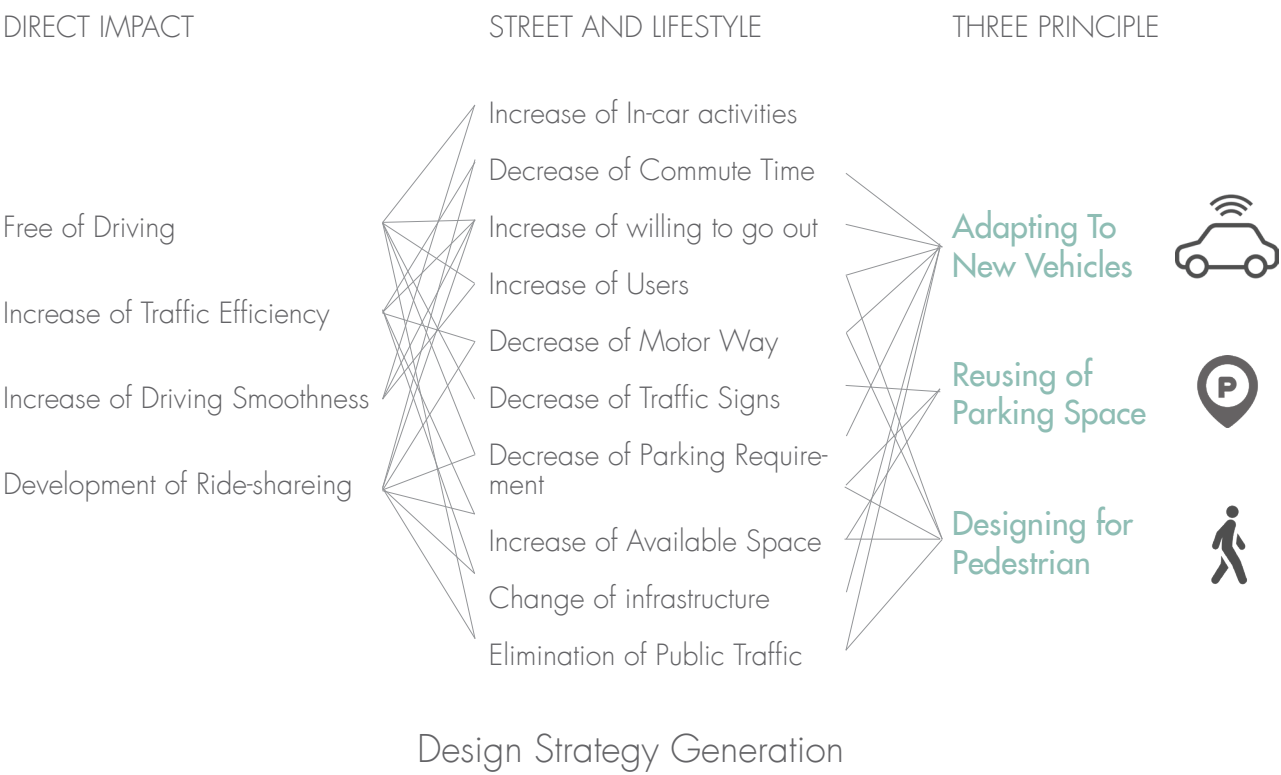 DIRECT IMPACT
STREET AND LIFESTYLE
THREE PRINCIPLE
Free of Driving
Increase of Traffic Efficiency
Increase of Driving Smoothness
Development of Ride-shareing
Increase of In-car activities
Decrease of Commute Time
Increase of willing to go out
Increase of Users
Decrease of Motor Way
Decrease of Traffic Signs
Decrease of Parking Require-
ment
Increase of Available Space
Change of infrastructure
Elimination of Public Traffic
Adapting To
New Vehicles
Reusing of
Parking Space
P
Designing for
Pedestrian
Design Strategy Generation